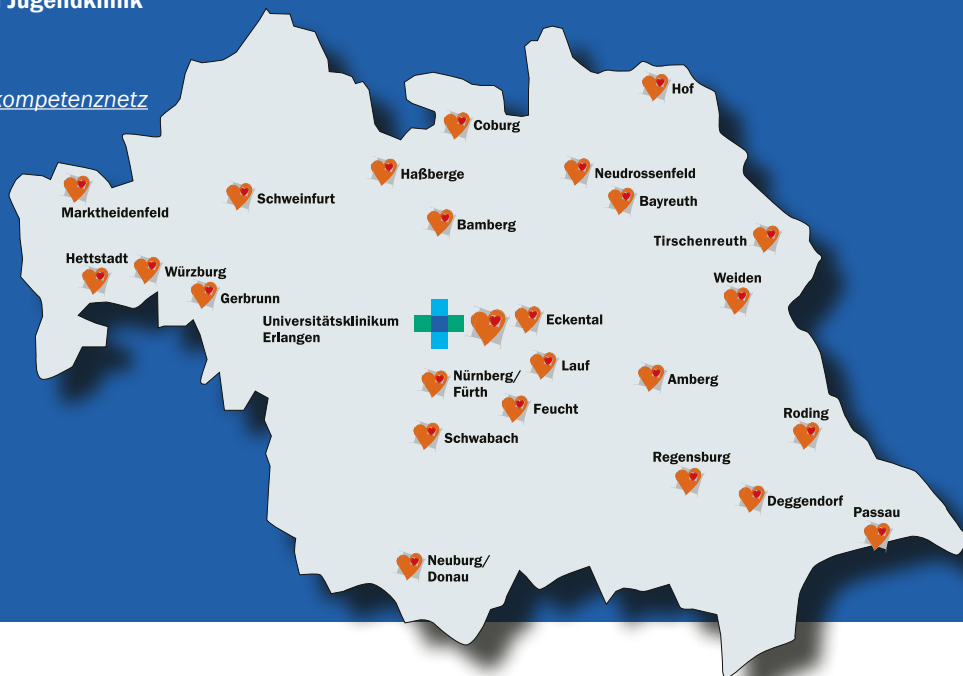 Jugendklinik
kompetenznetz
Hof
Coburg
Haßberge
Neudrossenfeld
Schweinfurt
Bayreuth
Marktheidenfeld
Bamberg
Tirschenreuth
Hettstadt
Würzburg
Weiden
Gerbrunn
Universitätsklinikum
Erlangen
Eckental
Lauf
Nürnberg/
Fürth
Amberg
Feucht
Roding
Schwabach
Regensburg
Deggendorf
Passau
Neuburg/
Donau